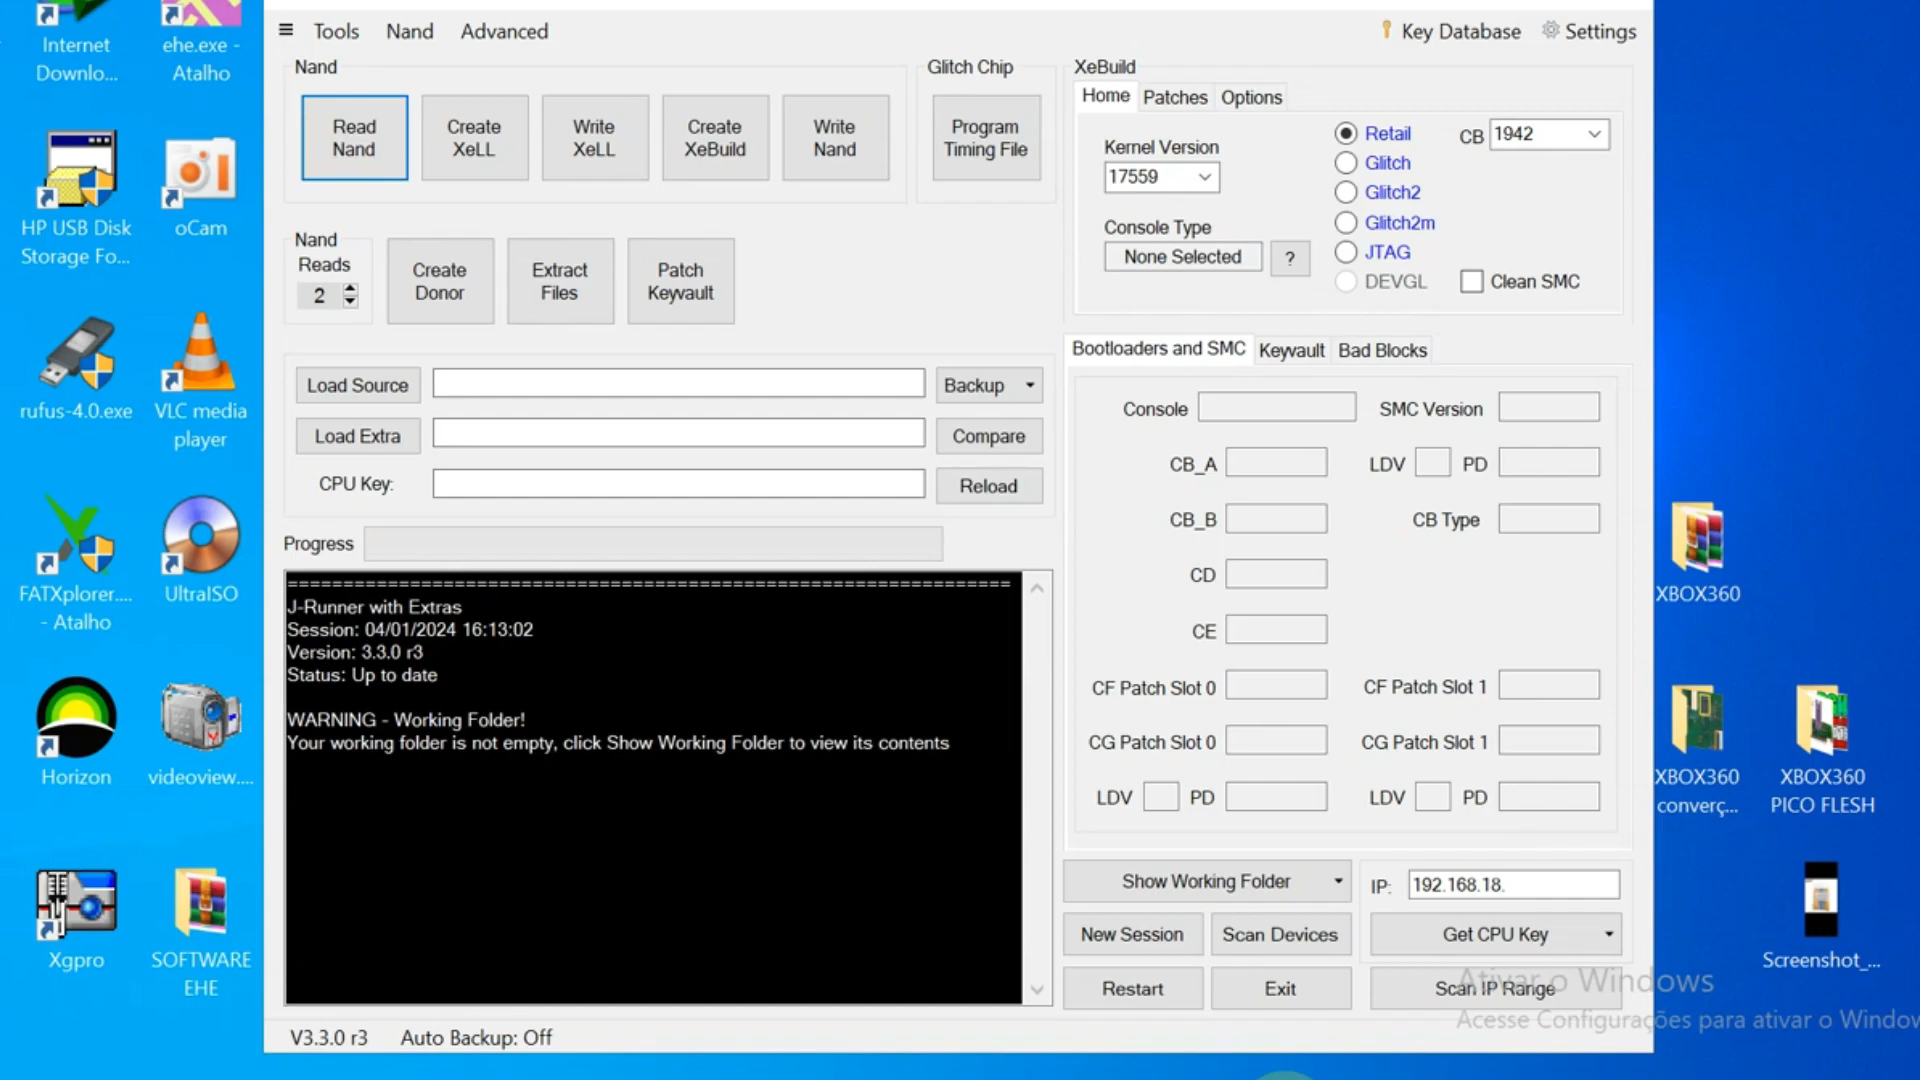 Internet
Downlo...
ehe.exe -
Atalho
HP USB Disk
Storage Fo...
oCam
rufus-4.0.exe
VLC media
player
FATXplorer....
- Atalho
UltraISO
Horizon
videoview....
Xgpro
SOFTWARE
EHE
Tools Nand Advanced
Key Database Settings
Nand
Read
Nand
Create
XeLL
Write
XeLL
Create
XeBuild
Write
Nand
Glitch Chip
Program
Timing File
Nand
Reads
2
Create
Donor
Extract
Files
Patch
Keyvault
Load Source
Backup
Load Extra
Compare
CPU Key:
Reload
Progress
================================================================
J-Runner with Extras
Session: 04/01/2024 16:13:02
Version: 3.3.0 r3
Status: Up to date
WARNING - Working Folder!
Your working folder is not empty, click Show Working Folder to view its contents
XeBuild
Home Patches Options
Kernel Version
17559
Console Type
None Selected
?
Retail
Glitch
Glitch2
Glitch2m
JTAG
DEVGL
CB 1942
Clean SMC
Bootloaders and SMC Keyvault Bad Blocks
Console SMC Version
CB_A LDV PD
CB_B CB Type
CD
CE
CF Patch Slot 0 CF Patch Slot 1
CG Patch Slot 0 CG Patch Slot 1
LDV PD LDV PD
Show Working Folder
IP: 192.168.18.
New Session Scan Devices Get CPU Key
Restart Exit Scan IP Range
V3.3.0 r3 Auto Backup: Off
XBOX360
XBOX360
converç...
XBOX360
PICO FLESH
Screenshot_...
Ativar o Windows
Acesse Configurações para ativar o Window